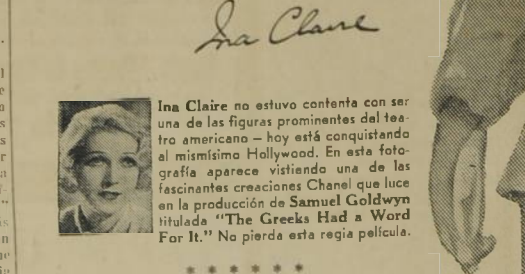 Ina Claire
Ina Claire no estuvo contenta con ser
una de las figuras prominentes del tea-
tro americano — hoy está conquistando
al mismísimo Hollywood. En esta foto-
grafía aparece vistiendo una de las
fascinantes creaciones Chanel que luce
en la producción de Samuel Goldwyn
titulada "The Greeks Had a Word
For It." No pierda esta regia película.
* * * * * *